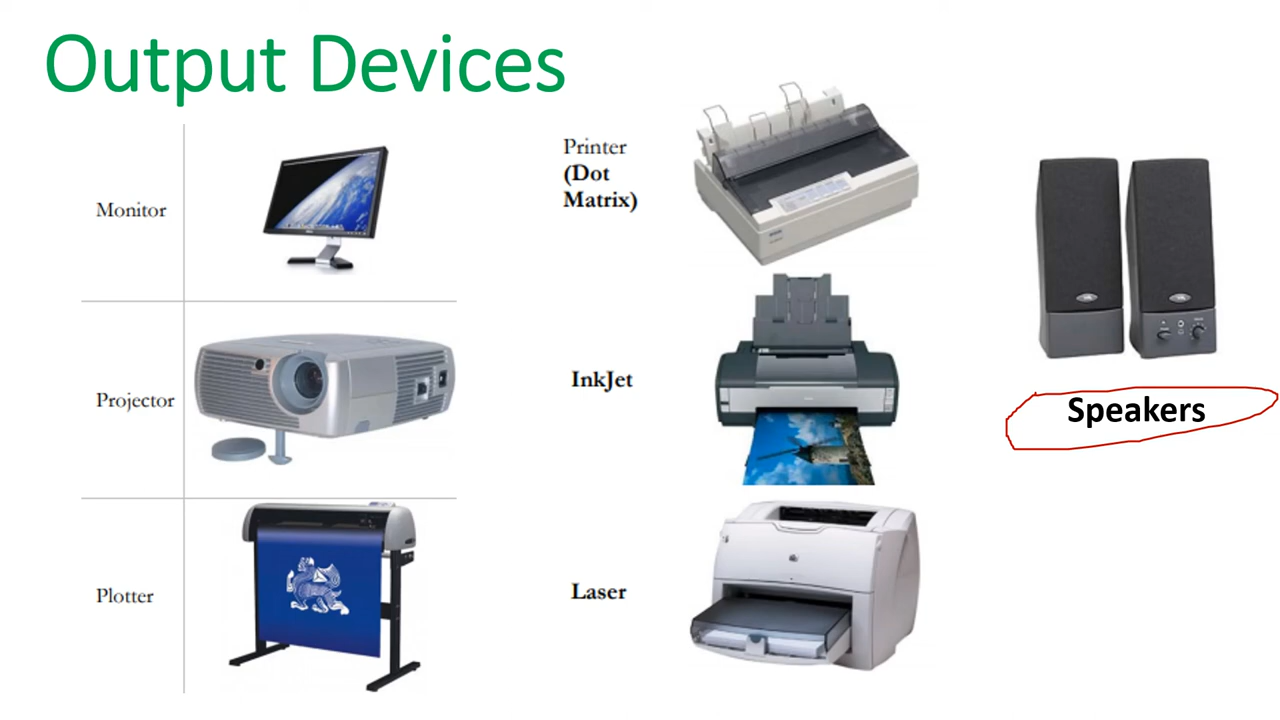 Output Devices
Monitor
Projector
Plotter
Printer
(Dot
Matrix)
InkJet
Laser
Speakers